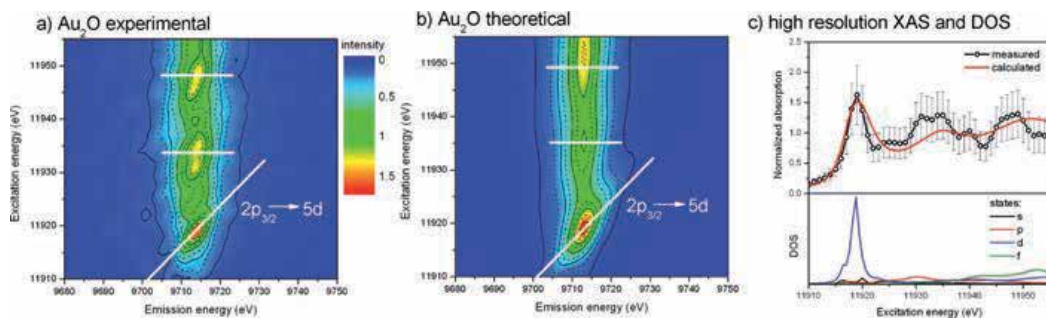 a) Au2O experimental
b) Au2O theoretical
c) high resolution XAS and DOS
Excitation energy (eV)
11950
11940
11930
11920
11910
2p3/2 → 5d
9660 9670 9680 9690 9700 9710 9720 9730 9740 9750
Emission energy (eV)
intensity
0
0.5
1.0
1.5
Excitation energy (eV)
11950
11940
11930
11920
11910
2p3/2 → 5d
9680 9690 9700 9710 9720 9730 9740 9750
Emission energy (eV)
Normalized absorption
2.5
2.0
1.5
1.0
0.5
0.0
measured
calculated
DOS
states:
s
p
d
f
11910 11920 11930 11940 11950
Excitation energy (eV)